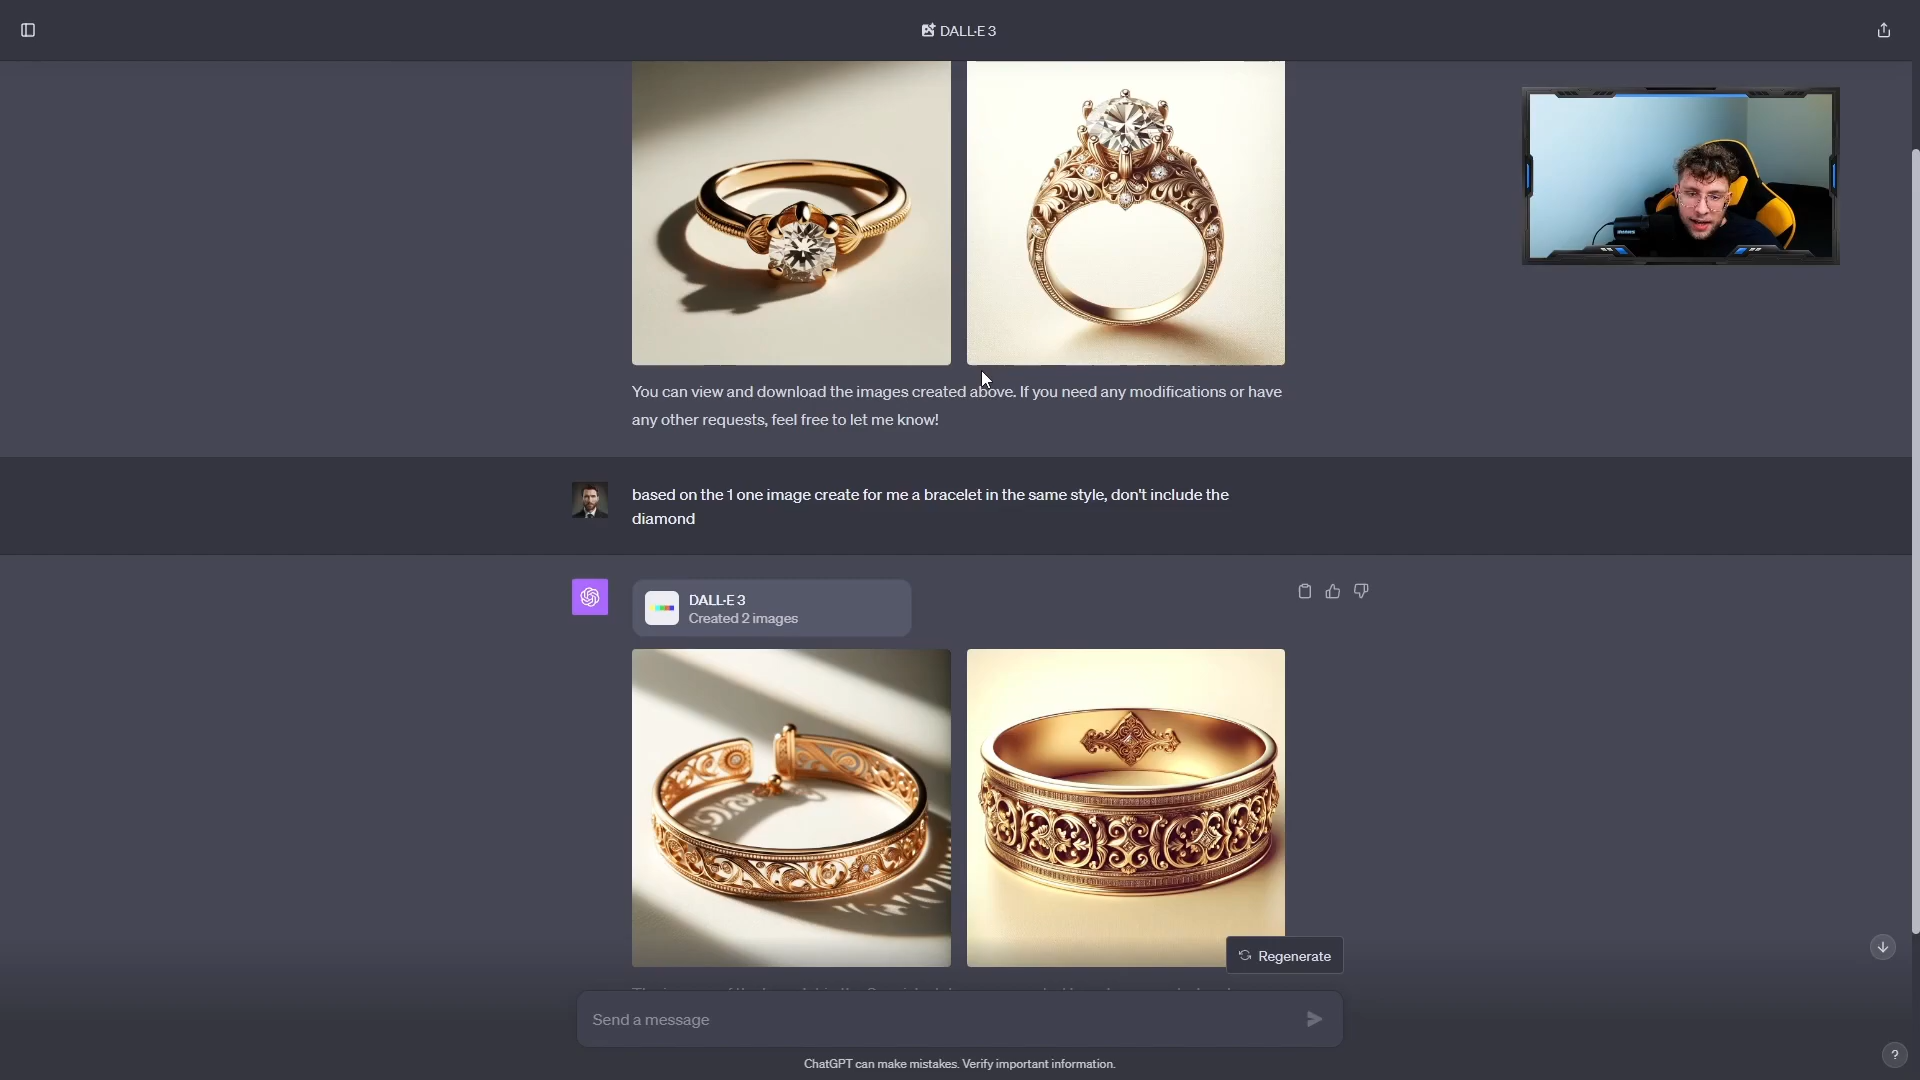 DALL·E 3
You can view and download the images created above. If you need any modifications or have
any other requests, feel free to let me know!
based on the 1 one image create for me a bracelet in the same style, don't include the
diamond
DALL·E 3
Created 2 images
Regenerate
Send a message
ChatGPT can make mistakes. Verify important information.
?